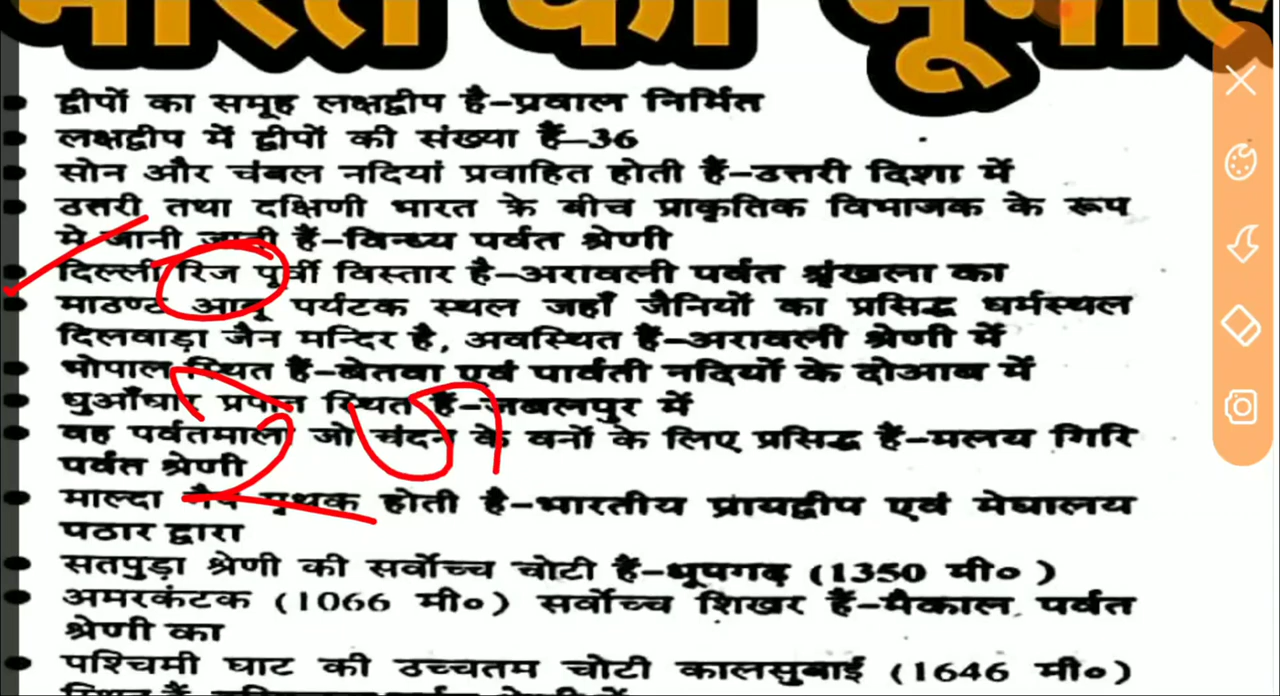 भारत का भूगोल
द्वीपों का समूह लक्षद्वीप है-प्रवाल निर्मित
लक्षद्वीप में द्वीपों की संख्या हैं-36
सोन और चंबल नदियां प्रवाहित होती हैं-उत्तरी दिशा में
उत्तरी तथा दक्षिणी भारत के बीच प्राकृतिक विभाजक के रूप
मे जानी जाती हैं-विन्ध्य पर्वत श्रेणी
दिल्ली रिज पूर्वी विस्तार है-अरावली पर्वत श्रृंखला का
माउण्ट आबू पर्यटक स्थल जहाँ जैनियों का प्रसिद्ध धर्मस्थल
दिलवाड़ा जैन मन्दिर है, अवस्थित हैं-अरावली श्रेणी में
भोपाल स्थित हैं-बेतवा एवं पार्वती नदियों के दोआब में
धुआँधार प्रपात स्थित हैं-जबलपुर में
वह पर्वतमाला जो चंदन के वनों के लिए प्रसिद्ध हैं-मलय गिरि
पर्वत श्रेणी
माल्दा गैप पृथक होती है-भारतीय प्रायद्वीप एवं मेघालय
पठार द्वारा
सतपुड़ा श्रेणी की सर्वोच्च चोटी हैं-धूपगढ़ (1350 मी० )
अमरकंटक (1066 मी०) सर्वोच्च शिखर हैं-मैकाल पर्वत
श्रेणी का
पश्चिमी घाट की उच्चतम चोटी कालसुबाई (1646 मी०)